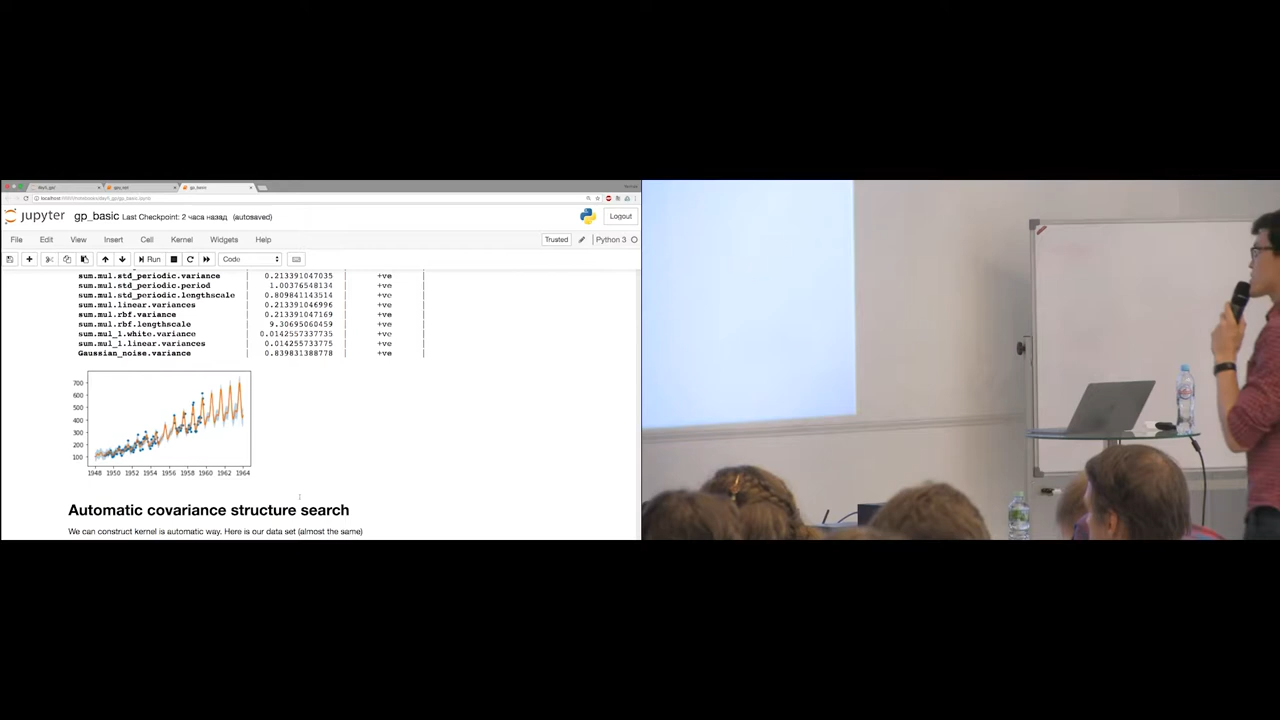 day5_gp/
gpy_opt
gp_basic
jupyter gp_basic Last Checkpoint: 2 часа назад (autosaved)
Logout
File Edit View Insert Cell Kernel Widgets Help
Trusted
Python 3
Run
Code
sum.mul.std_periodic.variance | 0.213391047035 | +ve |
sum.mul.std_periodic.period | 1.00376548134 | +ve |
sum.mul.std_periodic.lengthscale | 0.809841143514 | +ve |
sum.mul.linear.variances | 0.213391046996 | +ve |
sum.mul.rbf.variance | 0.213391047169 | +ve |
sum.mul.rbf.lengthscale | 9.30695060459 | +ve |
sum.mul_1.white.variance | 0.0142557337735 | +ve |
sum.mul_1.linear.variances | 0.0142557337775 | +ve |
Gaussian_noise.variance | 0.839831388778 | +ve |
700
600
500
400
300
200
100
1948 1950 1952 1954 1956 1958 1960 1962 1964
Automatic covariance structure search
We can construct kernel is automatic way. Here is our data set (almost the same)